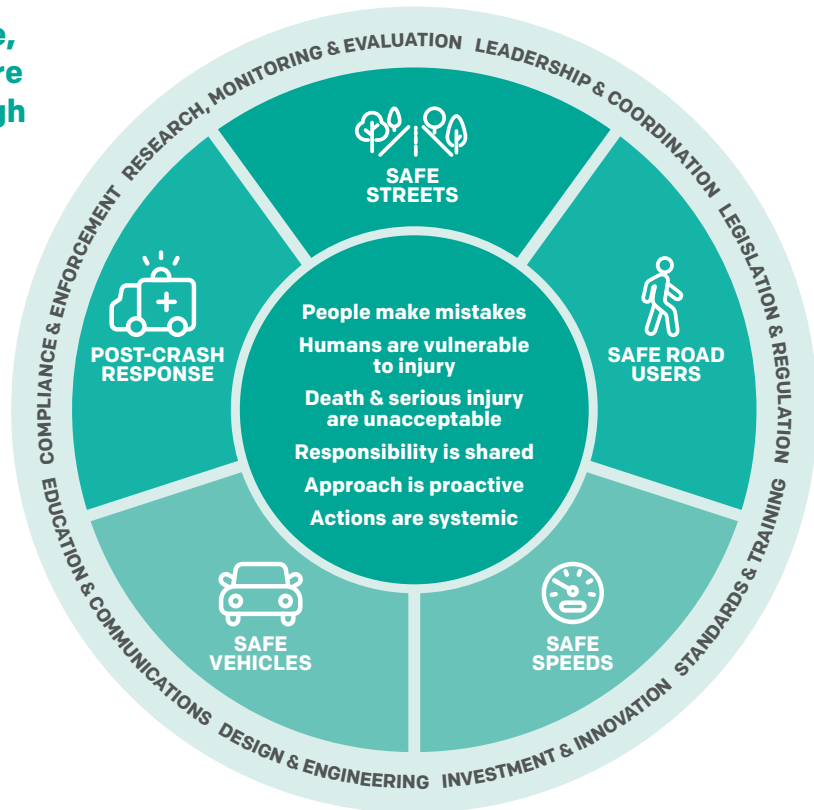 e,
re
gh
RESEARCH, MONITORING & EVALUATION
LEADERSHIP & COORDINATION
LEGISLATION & REGULATION
STANDARDS & TRAINING
INVESTMENT & INNOVATION
DESIGN & ENGINEERING
EDUCATION & COMMUNICATIONS
COMPLIANCE & ENFORCEMENT
SAFE
STREETS
SAFE ROAD
USERS
SAFE
SPEEDS
SAFE
VEHICLES
POST-CRASH
RESPONSE
People make mistakes
Humans are vulnerable
to injury
Death & serious injury
are unacceptable
Responsibility is shared
Approach is proactive
Actions are systemic